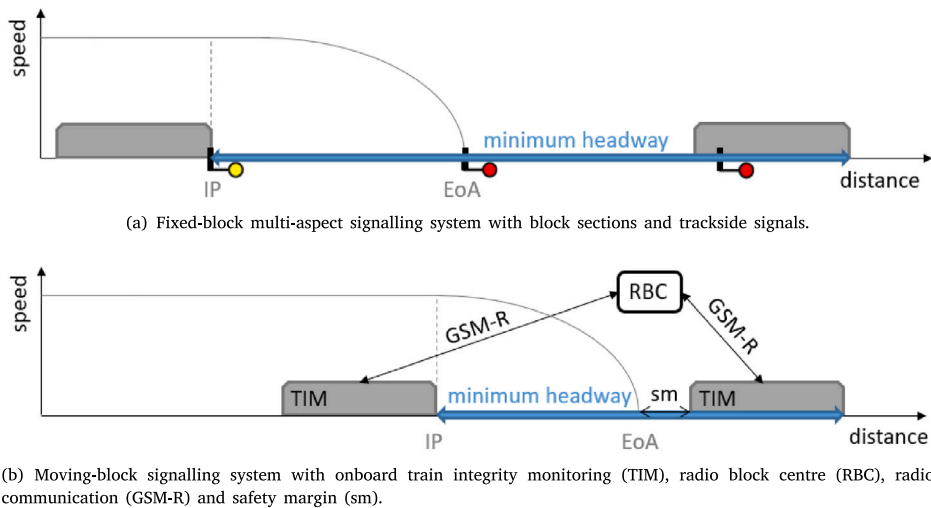 speed
minimum headway
IP
EoA
distance
(a) Fixed-block multi-aspect signalling system with block sections and trackside signals.
speed
RBC
GSM-R
GSM-R
TIM
minimum headway
sm
TIM
IP
EoA
distance
(b) Moving-block signalling system with onboard train integrity monitoring (TIM), radio block centre (RBC), radio
communication (GSM-R) and safety margin (sm).